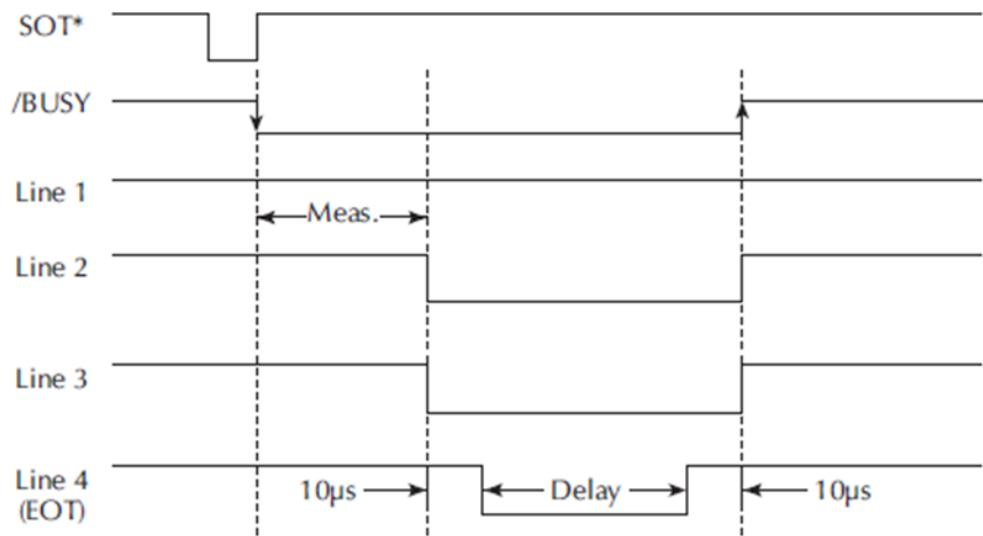 SOT*
/BUSY
Line 1
Meas.
Line 2
Line 3
Line 4
(EOT)
10µs
Delay
10µs